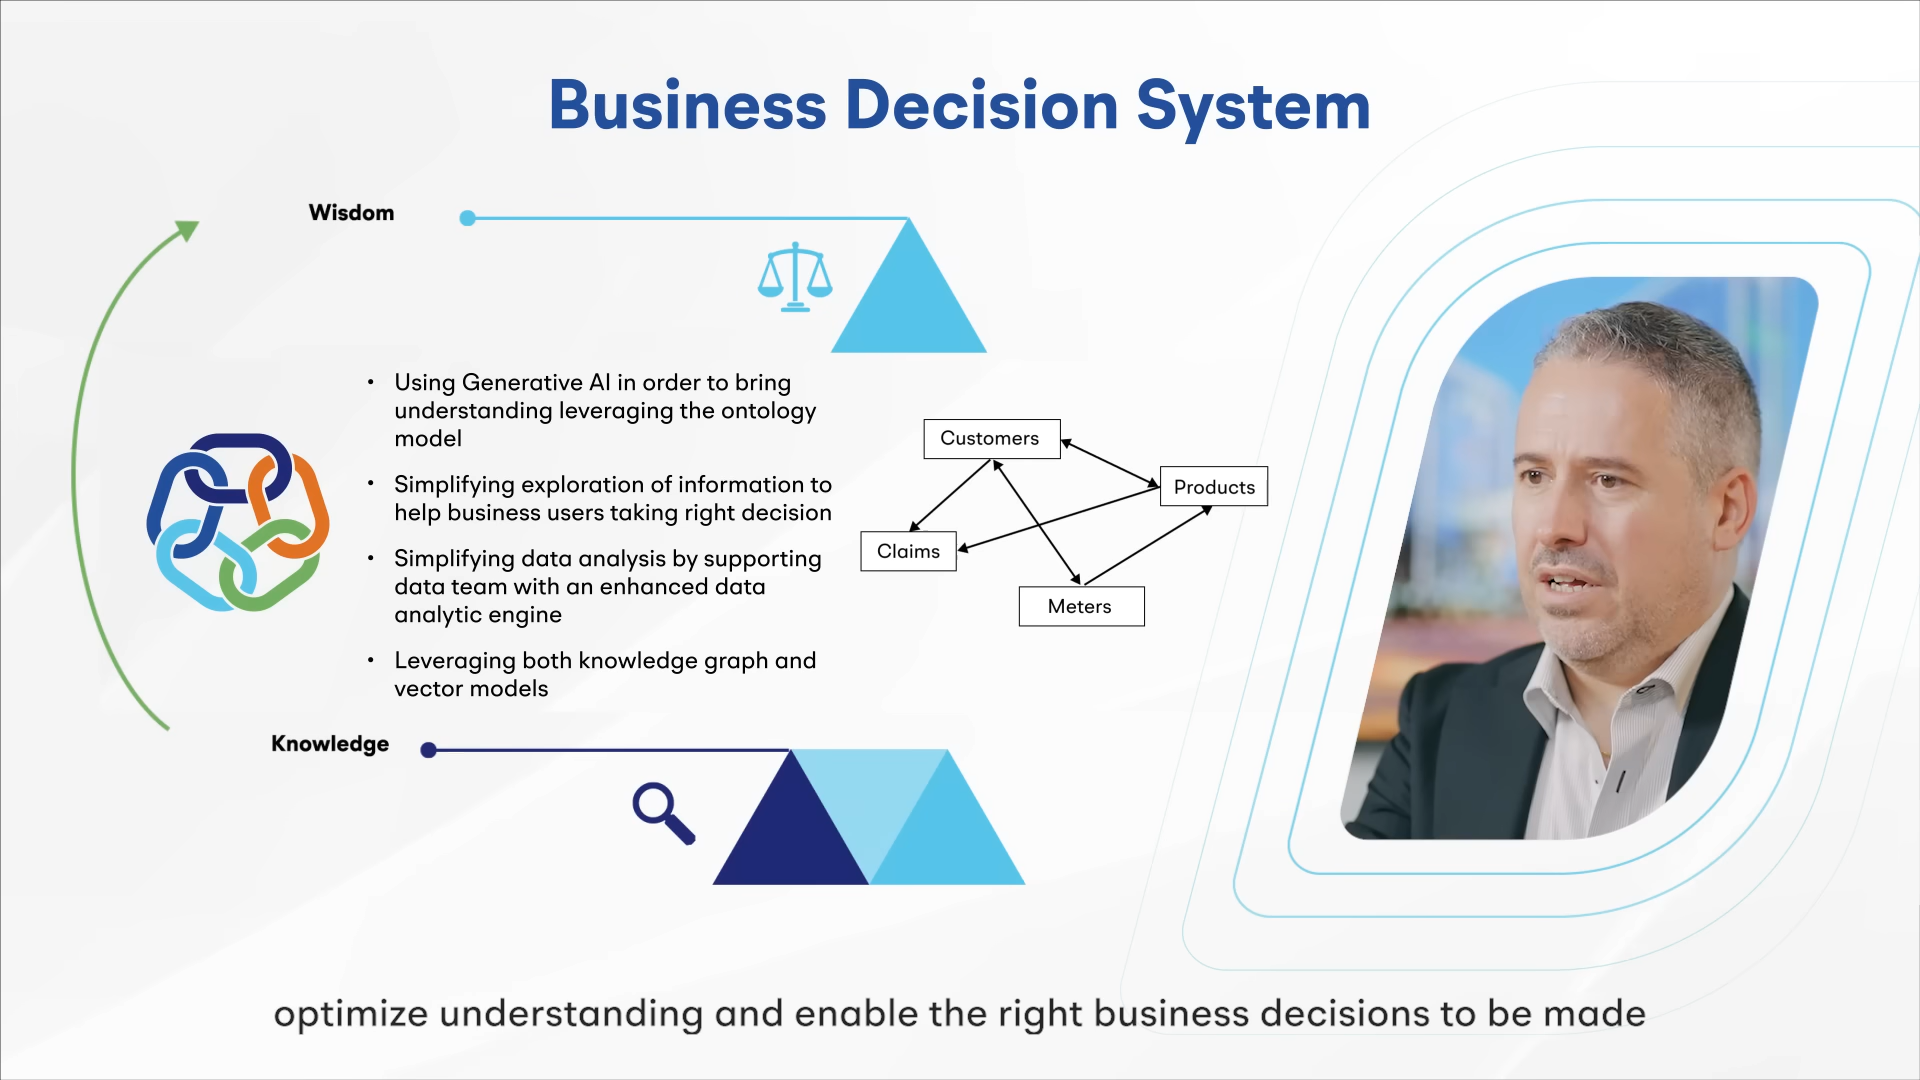 Business Decision System
Wisdom
• Using Generative AI in order to bring
understanding leveraging the ontology
model
• Simplifying exploration of information to
help business users taking right decision
• Simplifying data analysis by supporting
data team with an enhanced data
analytic engine
• Leveraging both knowledge graph and
vector models
Customers
Products
Claims
Meters
Knowledge
optimize understanding and enable the right business decisions to be made